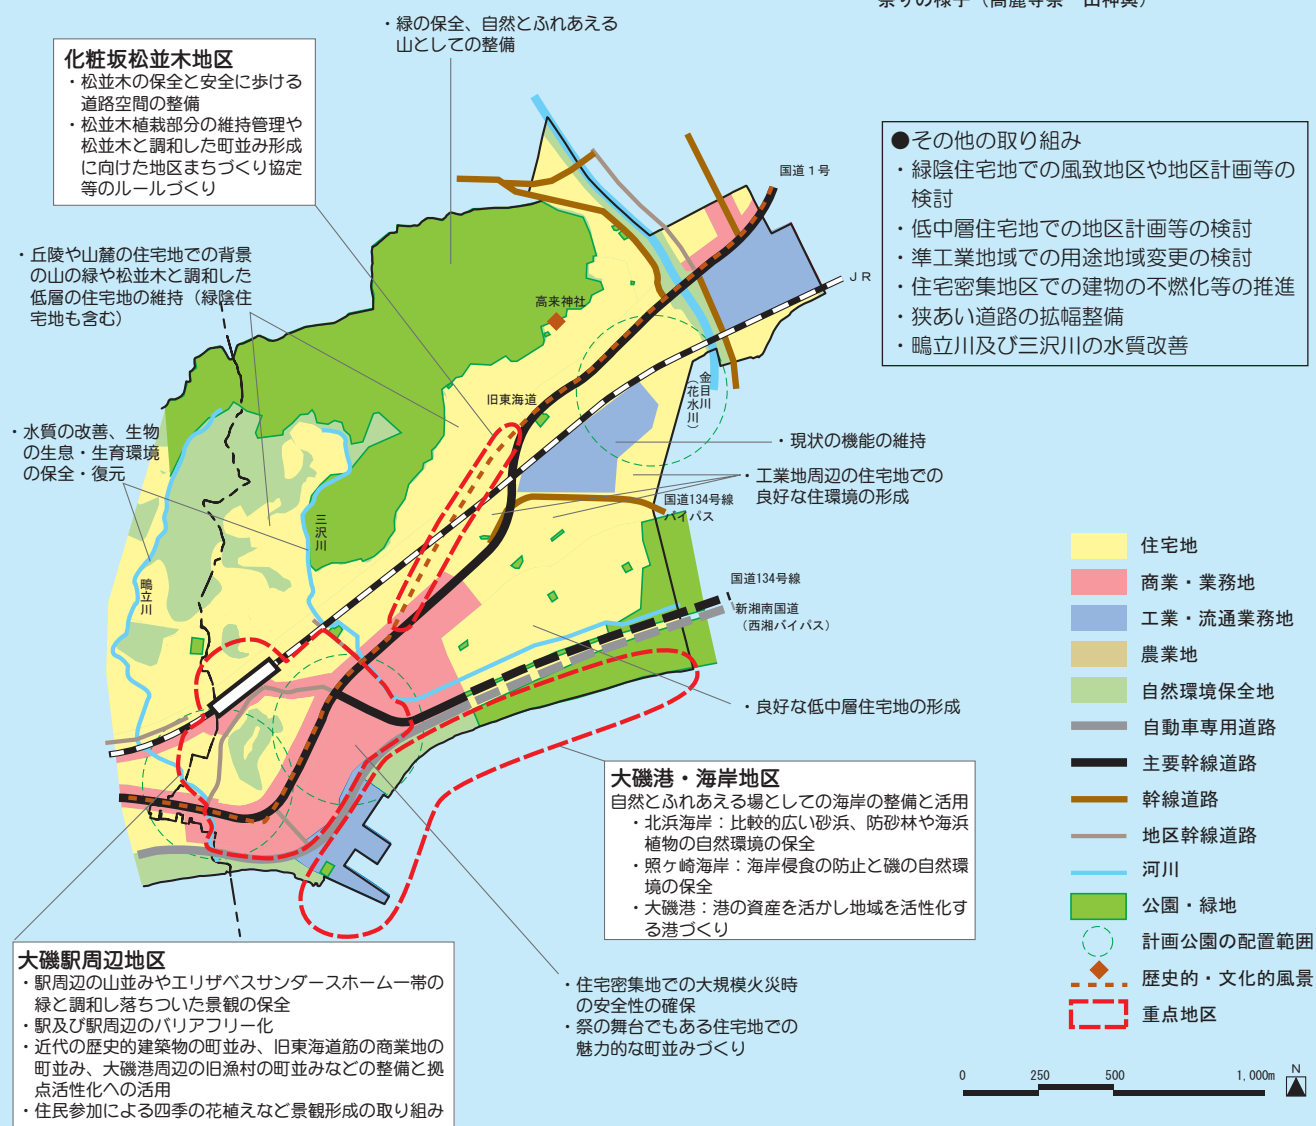 祭りの様子（高麗寺祭　山神輿）
・緑の保全、自然とふれあえる
山としての整備
化粧坂松並木地区
・松並木の保全と安全に歩ける
道路空間の整備
・松並木植栽部分の維持管理や
松並木と調和した町並み形成
に向けた地区まちづくり協定
等のルールづくり
●その他の取り組み
・緑陰住宅地での風致地区や地区計画等の
検討
・低中層住宅地での地区計画等の検討
・準工業地域での用途地域変更の検討
・住宅密集地区での建物の不燃化等の推進
・狭あい道路の拡幅整備
・鴫立川及び三沢川の水質改善
国道１号
ＪＲ
・丘陵や山麓の住宅地での背景
の山の緑や松並木と調和した
低層の住宅地の維持（緑陰住
宅地も含む）
高来神社
旧東海道
金目川
（花水川）
・水質の改善、生物
の生息・生育環境
の保全・復元
・現状の機能の維持
・工業地周辺の住宅地での
良好な住環境の形成
国道134号線
バイパス
三沢川
鴫立川
国道134号線
新湘南国道
（西湘バイパス）
・良好な低中層住宅地の形成
住宅地
商業・業務地
工業・流通業務地
農業地
自然環境保全地
自動車専用道路
主要幹線道路
幹線道路
地区幹線道路
河川
公園・緑地
計画公園の配置範囲
歴史的・文化的風景
重点地区
大磯港・海岸地区
自然とふれあえる場としての海岸の整備と活用
・北浜海岸：比較的広い砂浜、防砂林や海浜
植物の自然環境の保全
・照ヶ崎海岸：海岸侵食の防止と磯の自然環
境の保全
・大磯港：港の資産を活かし地域を活性化す
る港づくり
大磯駅周辺地区
・駅周辺の山並みやエリザベスサンダースホーム一帯の
緑と調和し落ちついた景観の保全
・駅及び駅周辺のバリアフリー化
・近代の歴史的建築物の町並み、旧東海道筋の商業地の
町並み、大磯港周辺の旧漁村の町並みなどの整備と拠
点活性化への活用
・住民参加による四季の花植えなど景観形成の取り組み
・住宅密集地での大規模火災時
の安全性の確保
・祭の舞台でもある住宅地での
魅力的な町並みづくり
0 250 500 1,000m
N